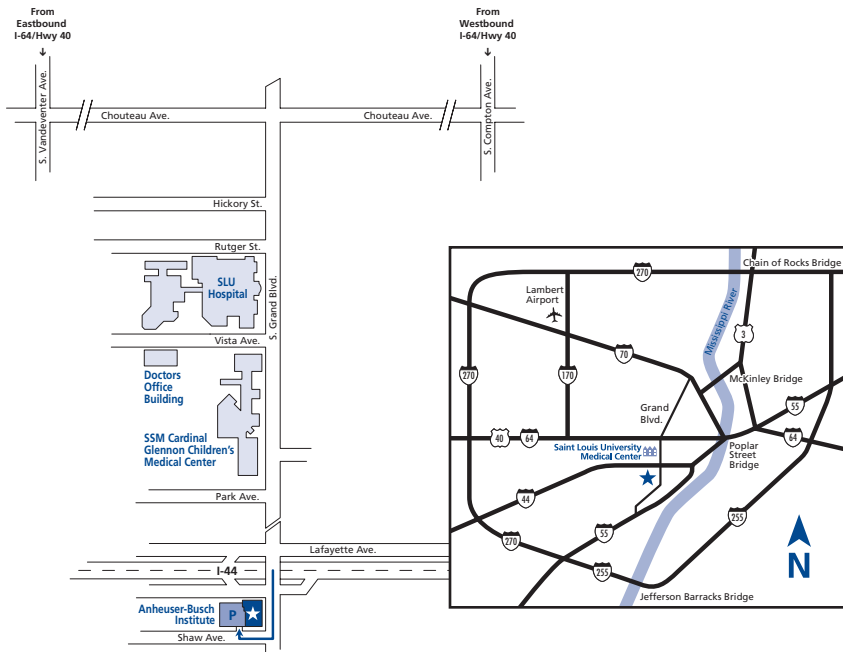 From
Eastbound
I-64/Hwy 40
From
Westbound
I-64/Hwy 40
S. Vandeventer Ave.
Chouteau Ave.
Chouteau Ave.
S. Compton Ave.
Hickory St.
Rutger St.
SLU
Hospital
S. Grand Blvd.
Vista Ave.
Doctors
Office
Building
SSM Cardinal
Glennon Children's
Medical Center
Park Ave.
Lafayette Ave.
I-44
Anheuser-Busch
Institute
P
Shaw Ave.
270
Chain of Rocks Bridge
Lambert
Airport
Mississippi River
3
70
270
170
McKinley Bridge
Grand
Blvd.
55
40
64
64
Saint Louis University
Medical Center
Poplar
Street
Bridge
44
55
255
270
255
N
Jefferson Barracks Bridge